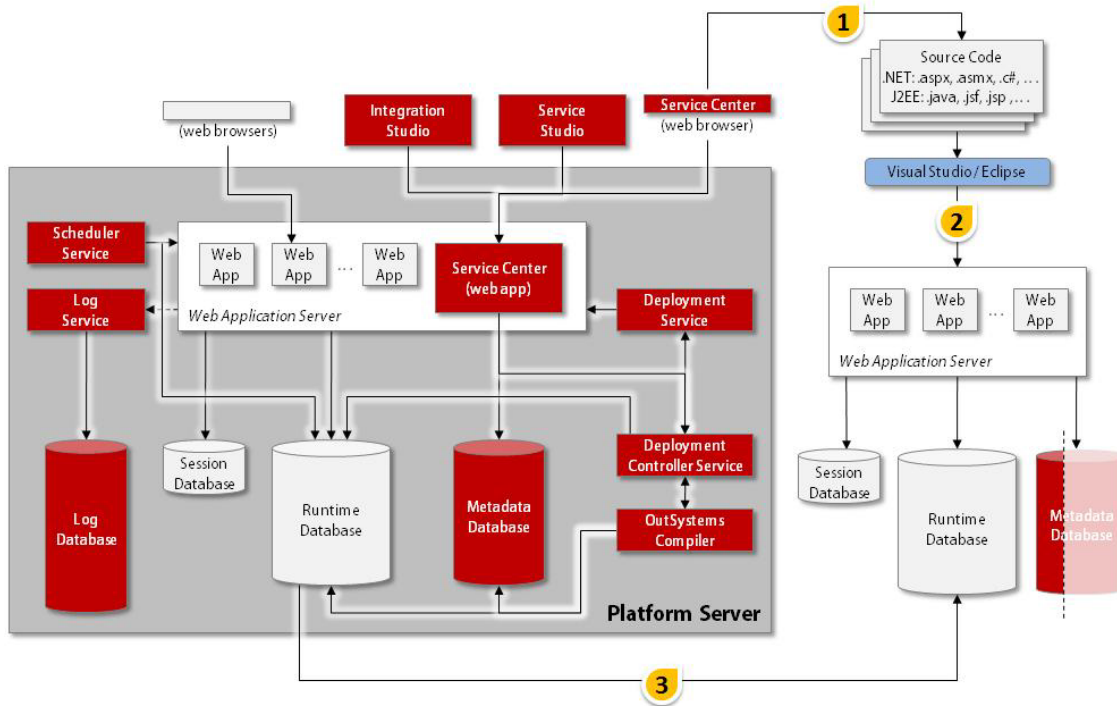 1
Source Code
.NET: .aspx, .asmx, .c#, ...
J2EE: .java, .jsf, .jsp ,...
Integration
Studio
Service
Studio
Service Center
(web browser)
(web browsers)
Visual Studio / Eclipse
2
Scheduler
Service
Web
App
Web
App
...
Web
App
Service Center
(web app)
Log
Service
Web Application Server
Deployment
Service
Web
App
Web
App
...
Web
App
Web Application Server
Log
Database
Session
Database
Runtime
Database
Metadata
Database
Deployment
Controller Service
OutSystems
Compiler
Platform Server
Session
Database
Runtime
Database
Metadata
Database
3